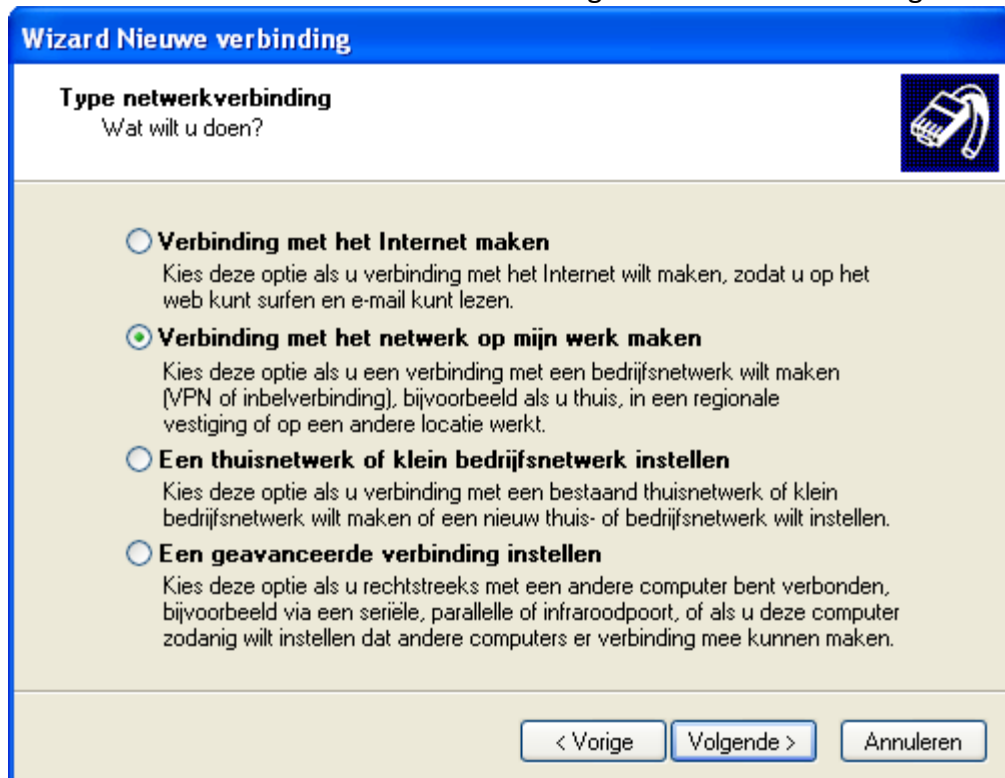 Wizard Nieuwe verbinding
Type netwerkverbinding
Wat wilt u doen?
Verbinding met het Internet maken
Kies deze optie als u verbinding met het Internet wilt maken, zodat u op het
web kunt surfen en e-mail kunt lezen.
Verbinding met het netwerk op mijn werk maken
Kies deze optie als u een verbinding met een bedrijfsnetwerk wilt maken
(VPN of inbelverbinding), bijvoorbeeld als u thuis, in een regionale
vestiging of op een andere locatie werkt.
Een thuisnetwerk of klein bedrijfsnetwerk instellen
Kies deze optie als u verbinding met een bestaand thuisnetwerk of klein
bedrijfsnetwerk wilt maken of een nieuw thuis- of bedrijfsnetwerk wilt instellen.
Een geavanceerde verbinding instellen
Kies deze optie als u rechtstreeks met een andere computer bent verbonden,
bijvoorbeeld via een seriële, parallelle of infraroodpoort, of als u deze computer
zodanig wilt instellen dat andere computers er verbinding mee kunnen maken.
< Vorige Volgende > Annuleren